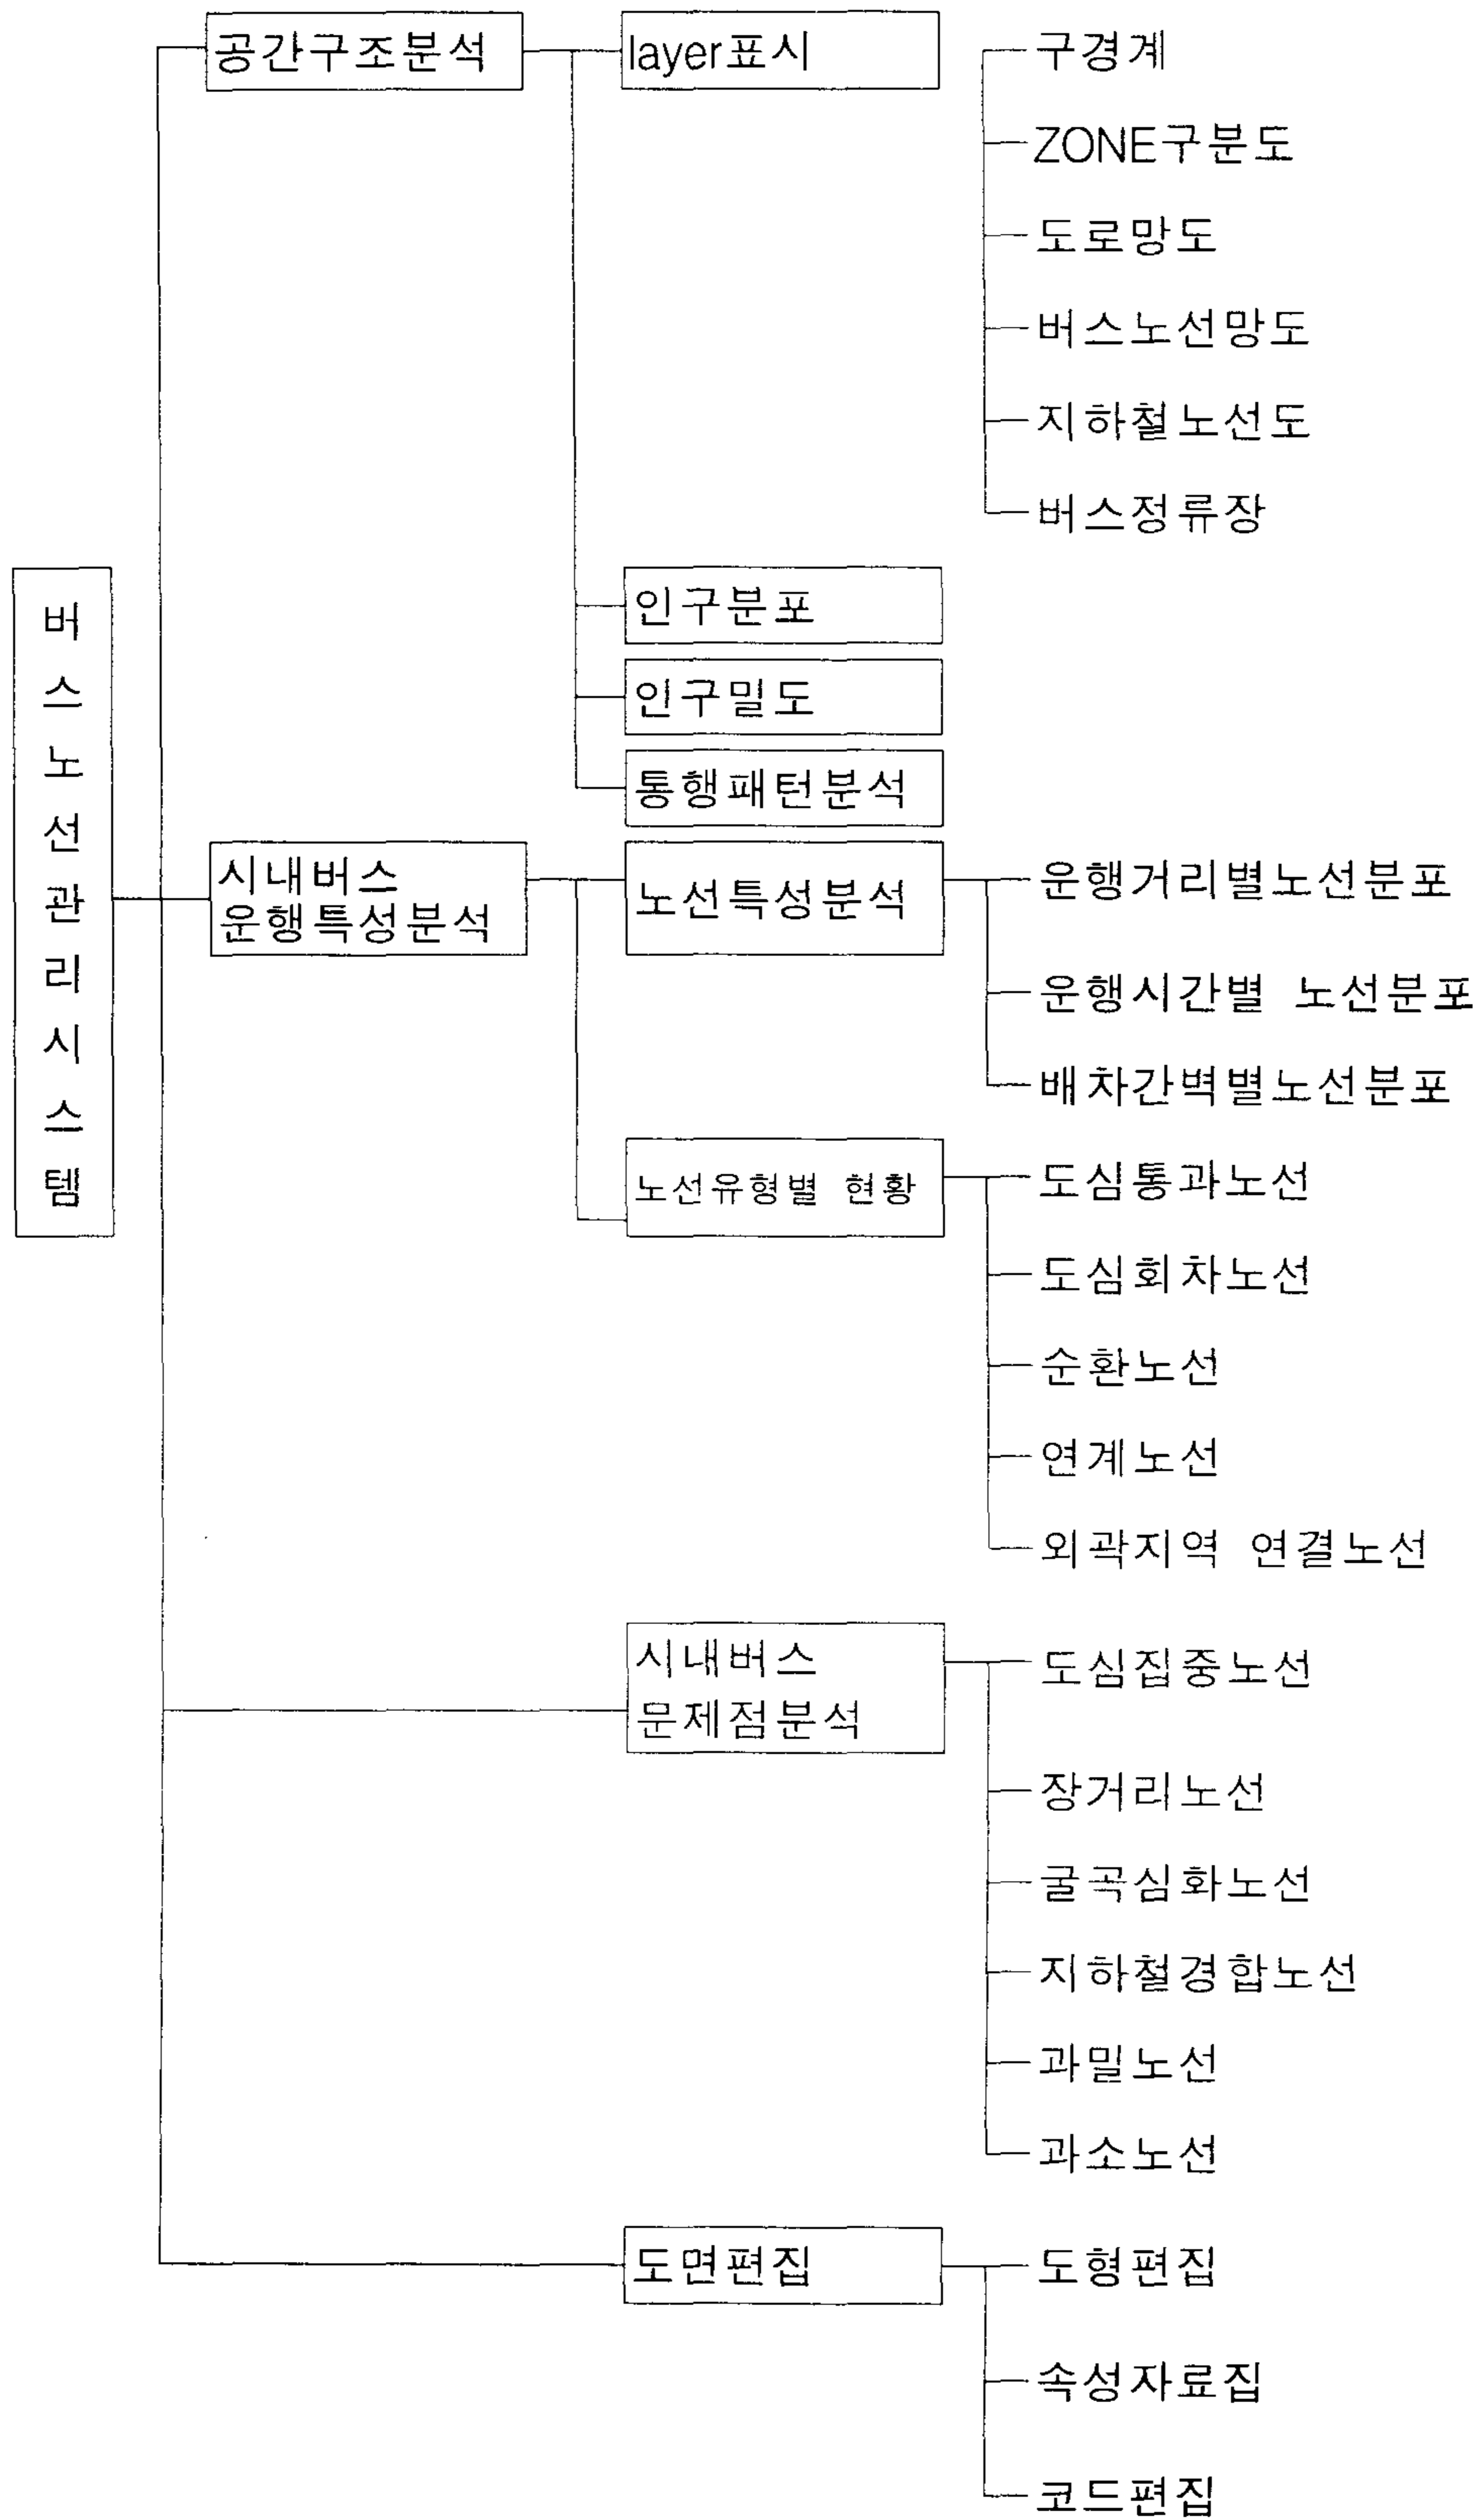 버스노선관리시스템
공간구조분석
layer표시
구경계
ZONE구분도
도로망도
버스노선망도
지하철노선도
버스정류장
인구분포
인구밀도
통행패턴분석
시내버스
운행특성분석
노선특성분석
운행거리별노선분포
운행시간별 노선분포
배차간벽별노선분포
노선유형별 현황
도심통과노선
도심회차노선
순환노선
연계노선
외곽지역 연결노선
시내버스
문제점분석
도심집중노선
장거리노선
굴곡심화노선
지하철경합노선
과밀노선
과소노선
도면편집
도형편집
속성자료집
코드편집